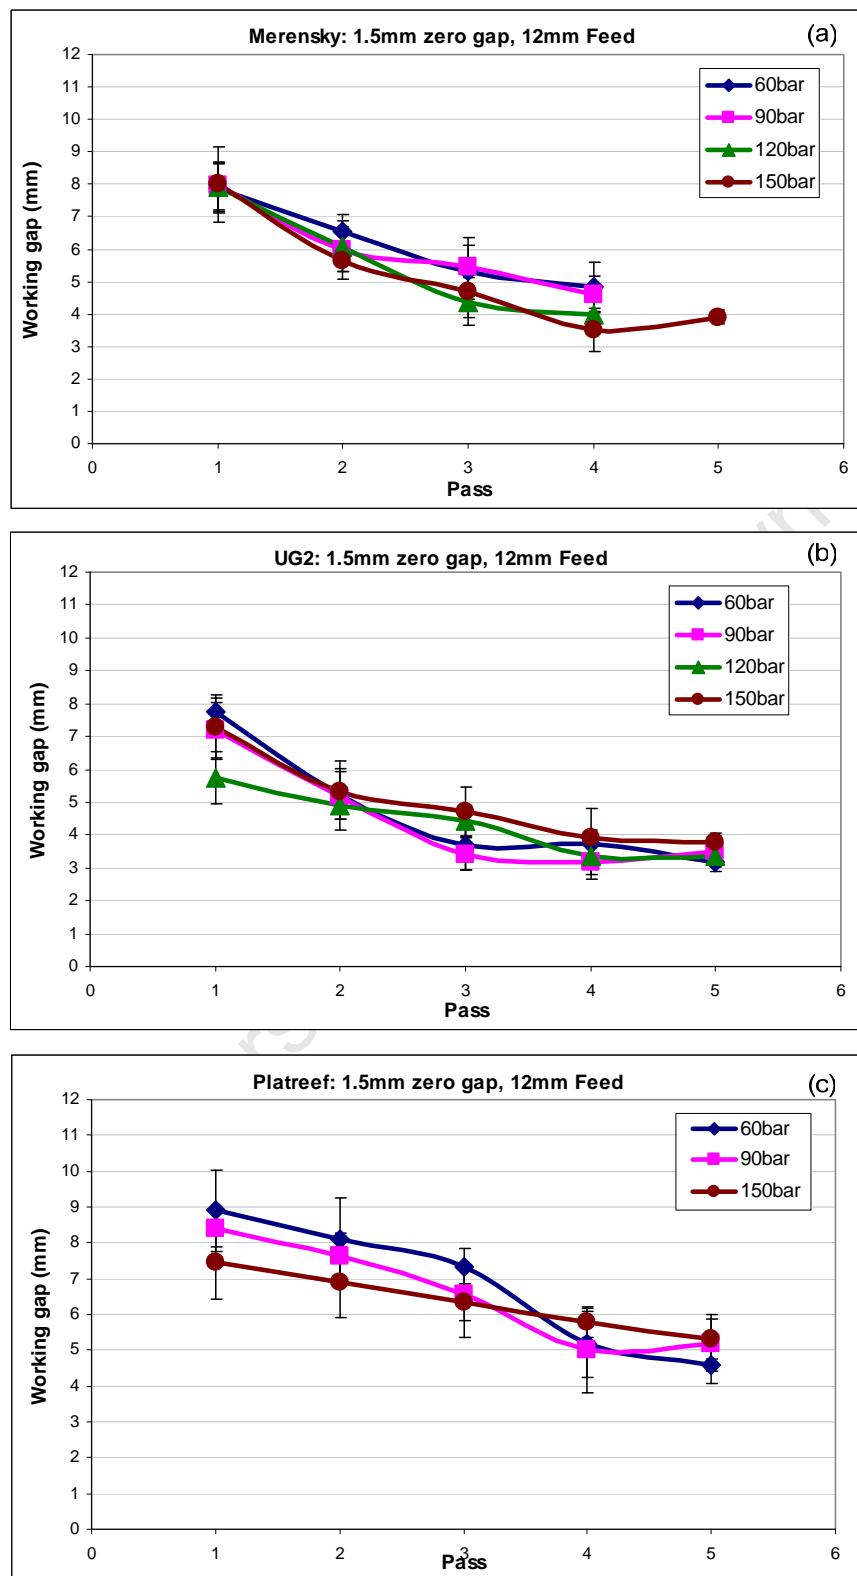 Merensky: 1.5mm zero gap, 12mm Feed
(a)
12
11
10
9
8
7
6
5
4
3
2
1
0
Working gap (mm)
60bar
90bar
120bar
150bar
0 1 2 3 4 5 6
Pass
UG2: 1.5mm zero gap, 12mm Feed
(b)
12
11
10
9
8
7
6
5
4
3
2
1
0
Working gap (mm)
60bar
90bar
120bar
150bar
0 1 2 3 4 5 6
Pass
Platreef: 1.5mm zero gap, 12mm Feed
(c)
12
11
10
9
8
7
6
5
4
3
2
1
0
Working gap (mm)
60bar
90bar
150bar
0 1 2 3 4 5 6
Pass